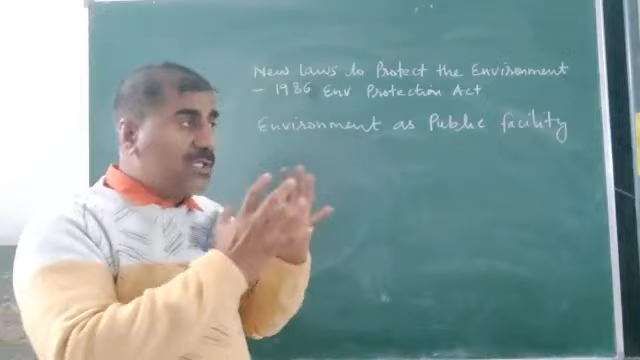 New Laws to Protect the Environment
- 1986 Env Protection Act
Environment as Public facility